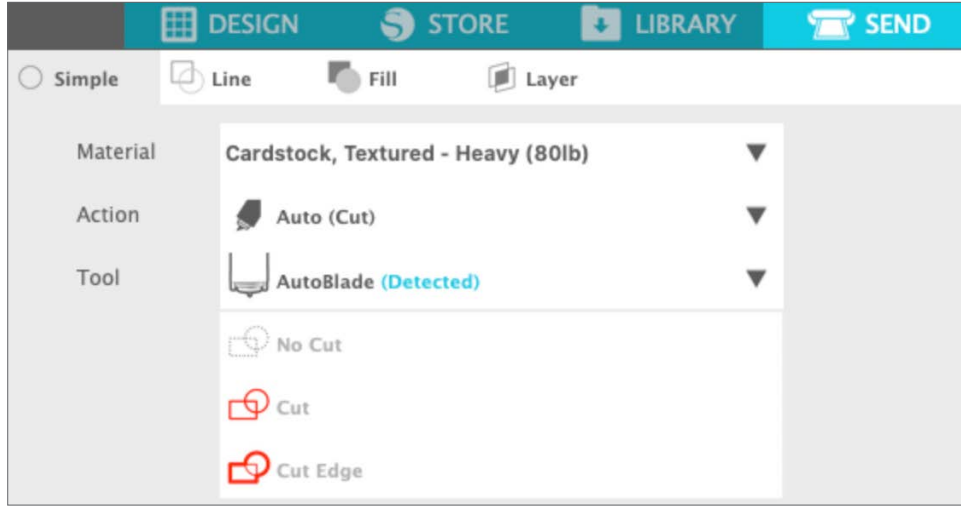 DESIGN STORE LIBRARY SEND
Simple Line Fill Layer
Material Cardstock, Textured - Heavy (80lb)
Action Auto (Cut)
Tool AutoBlade (Detected)
No Cut
Cut
Cut Edge